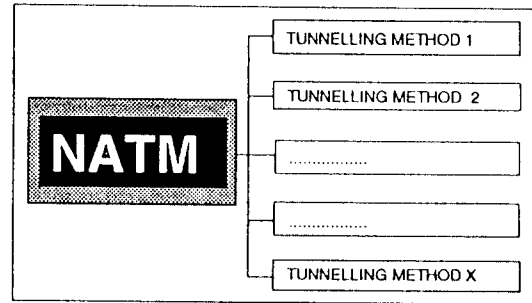 TUNNELLING METHOD 1
TUNNELLING METHOD 2
NATM
................
................
TUNNELLING METHOD X